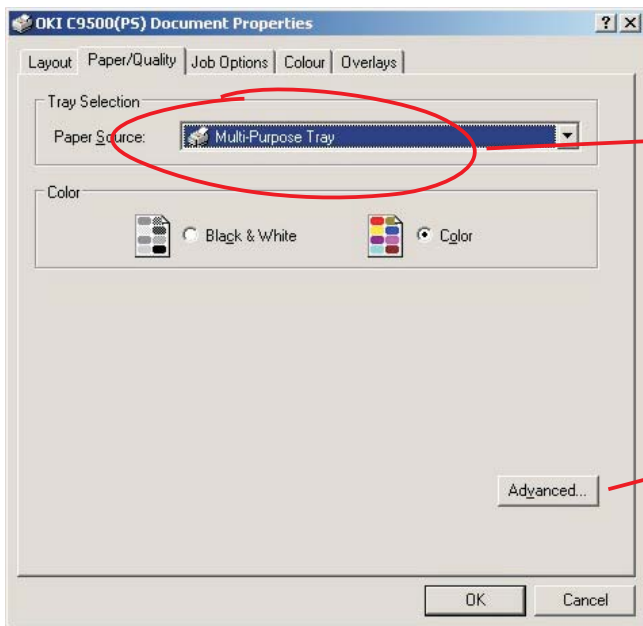 OKI C9500(PS) Document Properties
Layout Paper/Quality Job Options Colour Overlays
Tray Selection
Paper Source: Multi-Purpose Tray
Color
Black & White Color
Advanced...
OK Cancel